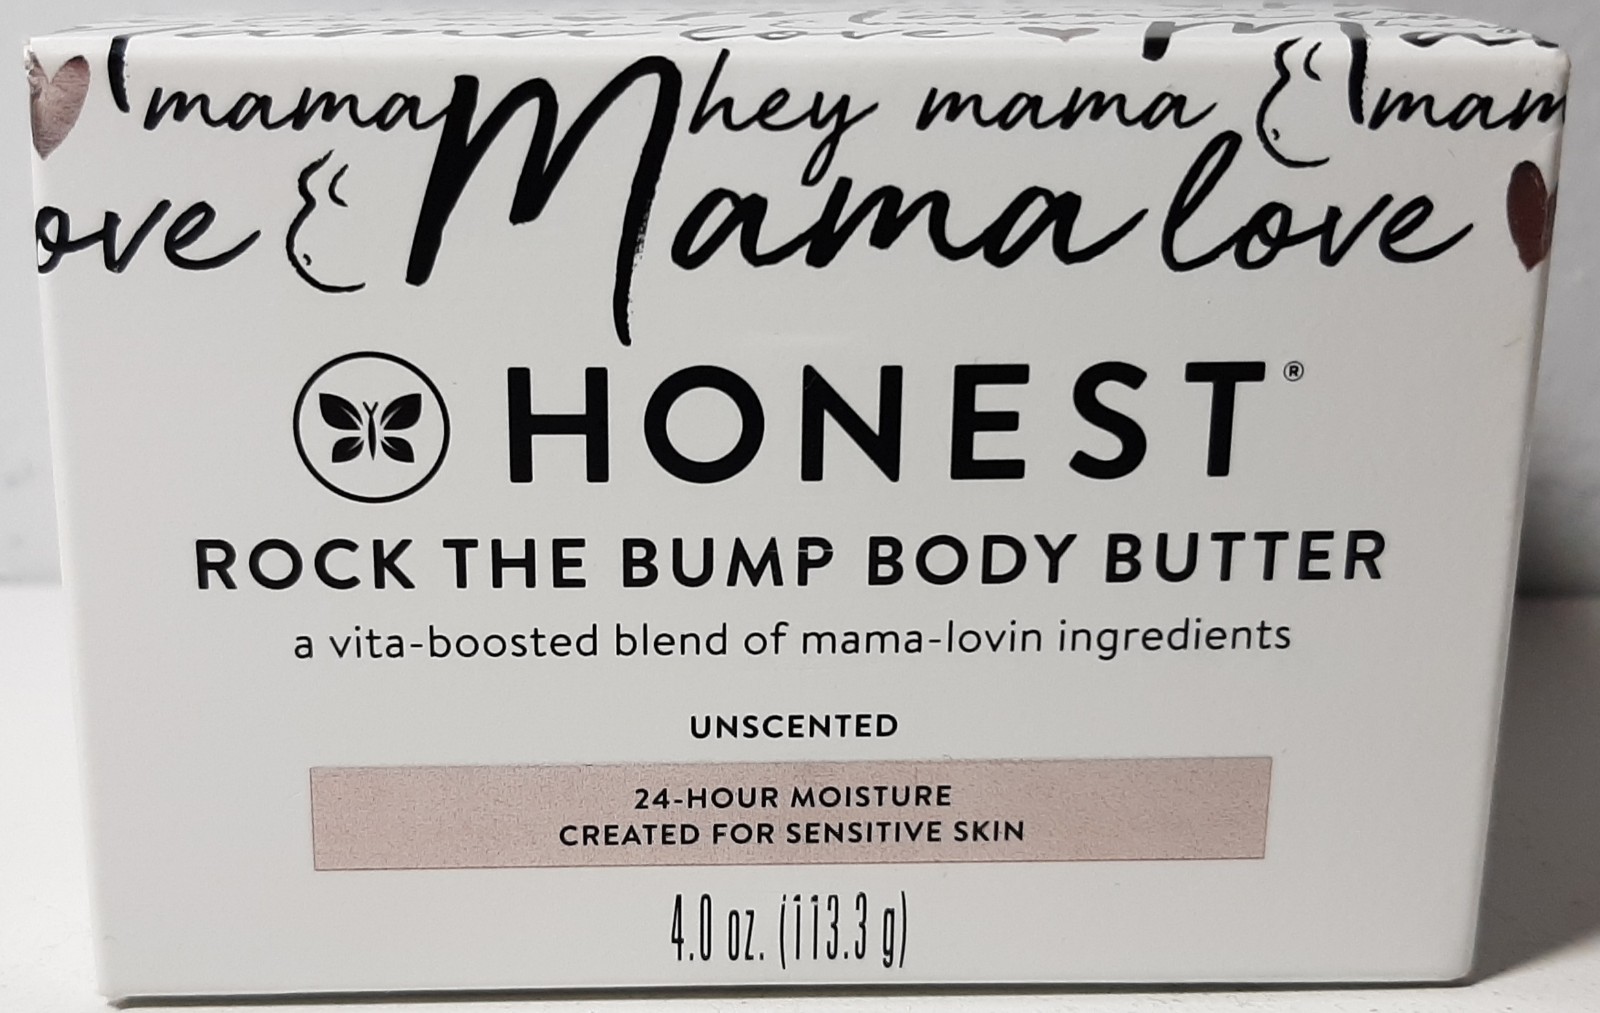 mama hey mama mam
ove Mama love
HONEST®
ROCK THE BUMP BODY BUTTER
a vita-boosted blend of mama-lovin ingredients
UNSCENTED
24-HOUR MOISTURE
CREATED FOR SENSITIVE SKIN
4.0 oz. (113.3 g)